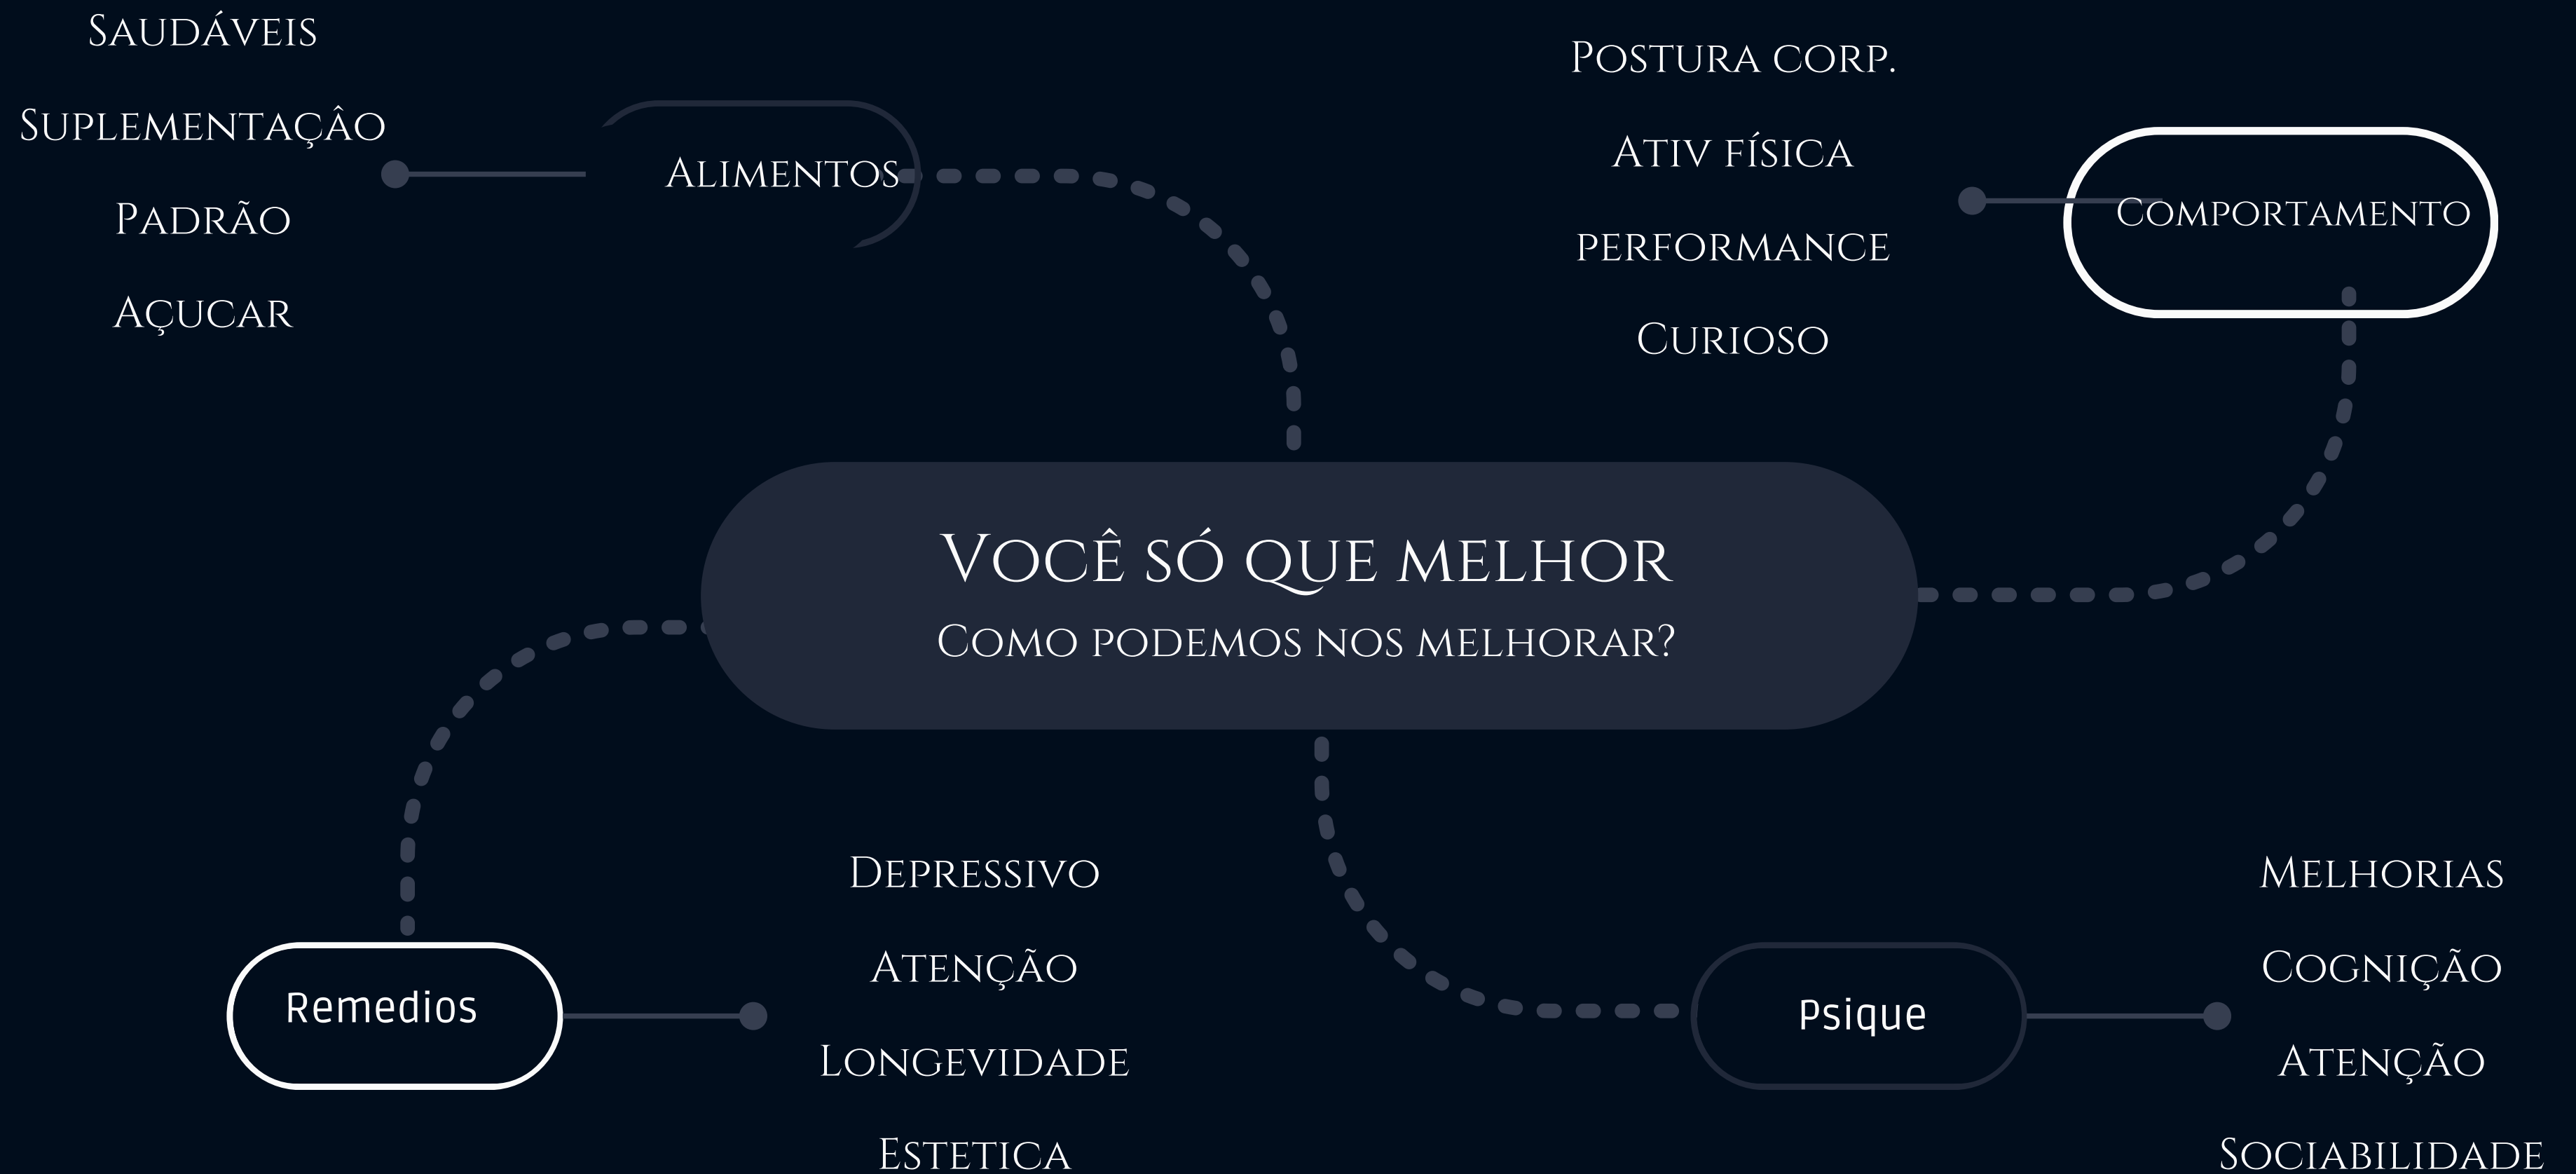 Saudáveis
Suplementaçâo
Padrão
Açucar
Alimentos
Postura corp.
Ativ física
performance
Curioso
Comportamento
Você só que melhor
Como podemos nos melhorar?
Remedios
Depressivo
Atenção
Longevidade
Estetica
Psique
Melhorias
Cognição
Atenção
Sociabilidade